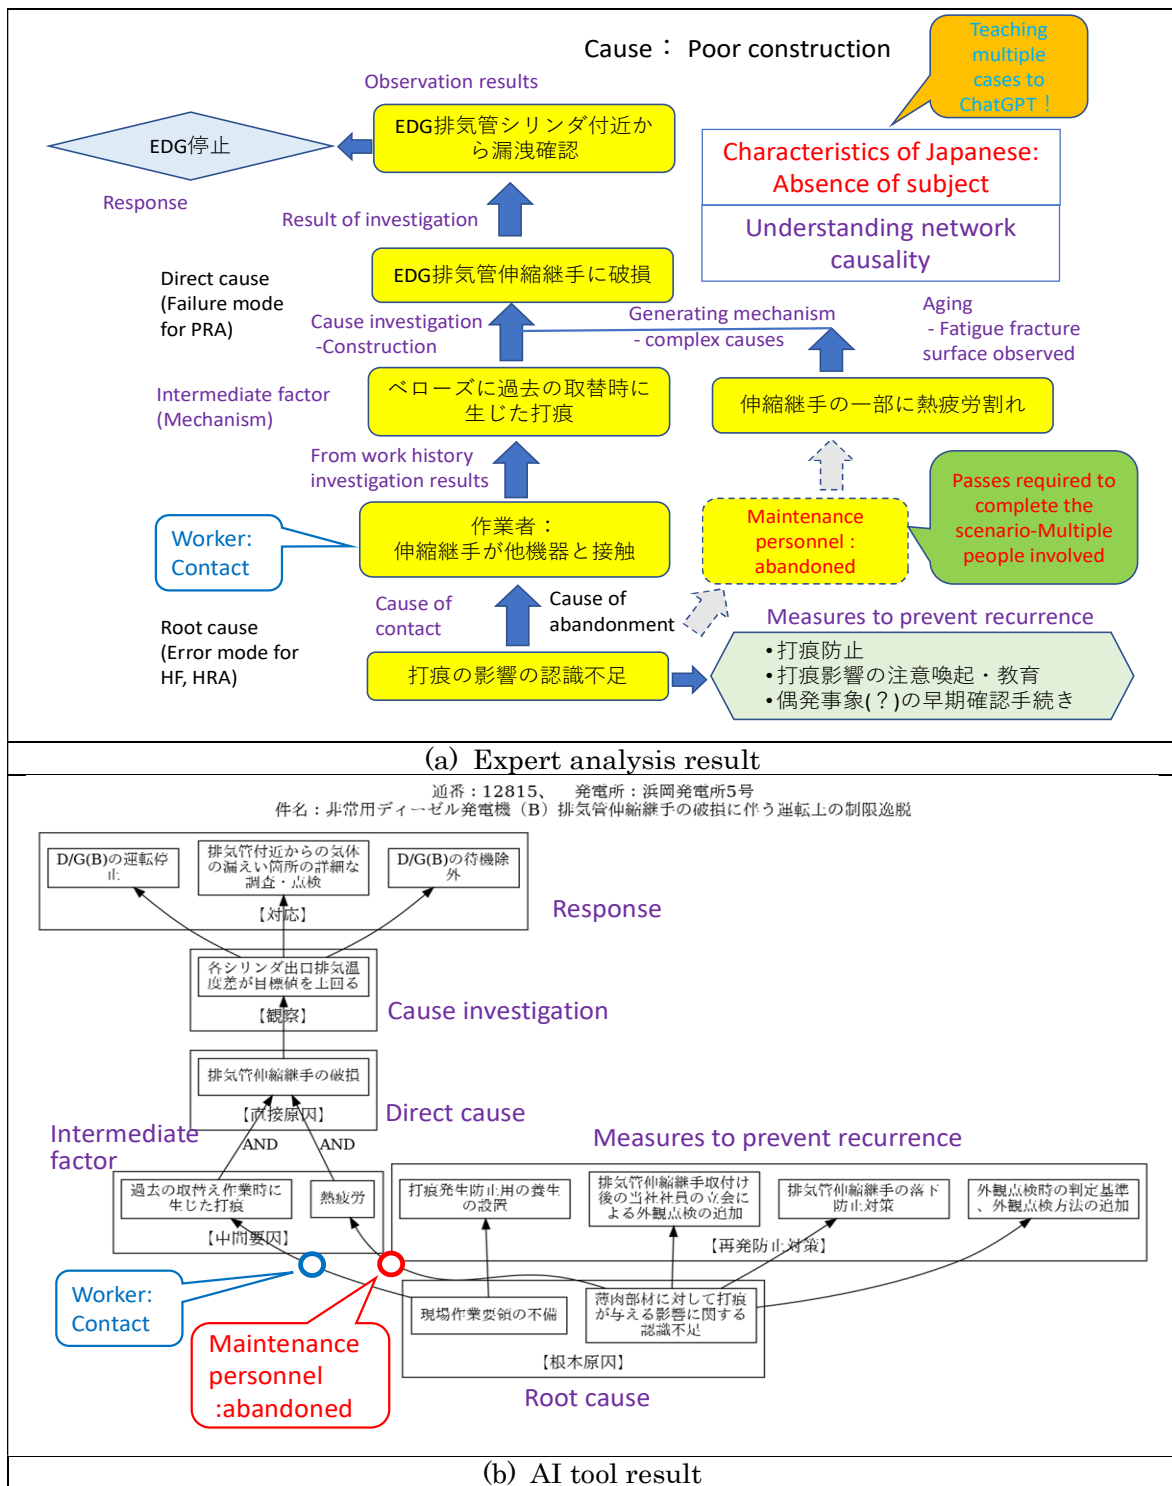 Cause： Poor construction
Teaching
multiple
cases to
ChatGPT！
Observation results
EDG排気管シリンダ付近か
ら漏洩確認
EDG停止
Response
Characteristics of Japanese:
Absence of subject
Understanding network
causality
Result of investigation
Direct cause
(Failure mode
for PRA)
EDG排気管伸縮継手に破損
Cause investigation
-Construction
Generating mechanism
- complex causes
Aging
- Fatigue fracture
surface observed
Intermediate factor
(Mechanism)
ベローズに過去の取替時に
生じた打痕
伸縮継手の一部に熱疲労割れ
From work history
investigation results
Worker:
Contact
作業者：
伸縮継手が他機器と接触
Maintenance
personnel：
abandoned
Passes required to
complete the
scenario-Multiple
people involved
Cause of
contact
Cause of
abandonment
Measures to prevent recurrence
Root cause
(Error mode for
HF, HRA)
打痕の影響の認識不足
•打痕防止
•打痕影響の注意喚起・教育
•偶発事象(？)の早期確認手続き
(a) Expert analysis result
通番：12815、 発電所：浜岡発電所5号
件名：非常用ディーゼル発電機（B）排気管伸縮継手の破損に伴う運転上の制限逸脱
D/G(B)の運転停
止
排気管付近からの気体
の漏えい箇所の詳細な
調査・点検
D/G(B)の待機除
外
【対応】
Response
各シリンダ出口排気温
度差が目標値を上回る
【観察】
Cause investigation
排気管伸縮継手の破損
【直接原因】
Direct cause
Intermediate
factor
AND
AND
Measures to prevent recurrence
過去の取替え作業時に
生じた打痕
熱疲労
【中間要因】
打痕発生防止用の養生
の設置
排気管伸縮継手取付け
後の当社社員の立会に
よる外観点検の追加
排気管伸縮継手の落下
防止対策
外観点検時の判定基準
、外観点検方法の追加
【再発防止対策】
Worker:
Contact
Maintenance
personnel
:abandoned
現場作業要領の不備
薄肉部材に対して打痕
が与える影響に関する
認識不足
【根本原因】
Root cause
(b) AI tool result